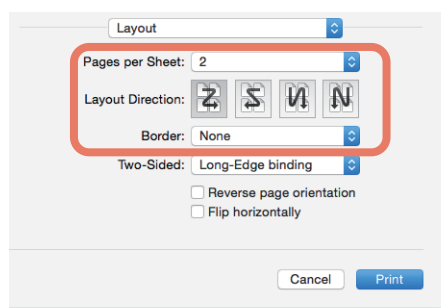 Layout
Pages per Sheet: 2
Layout Direction:
Border: None
Two-Sided: Long-Edge binding
Reverse page orientation
Flip horizontally
Cancel Print